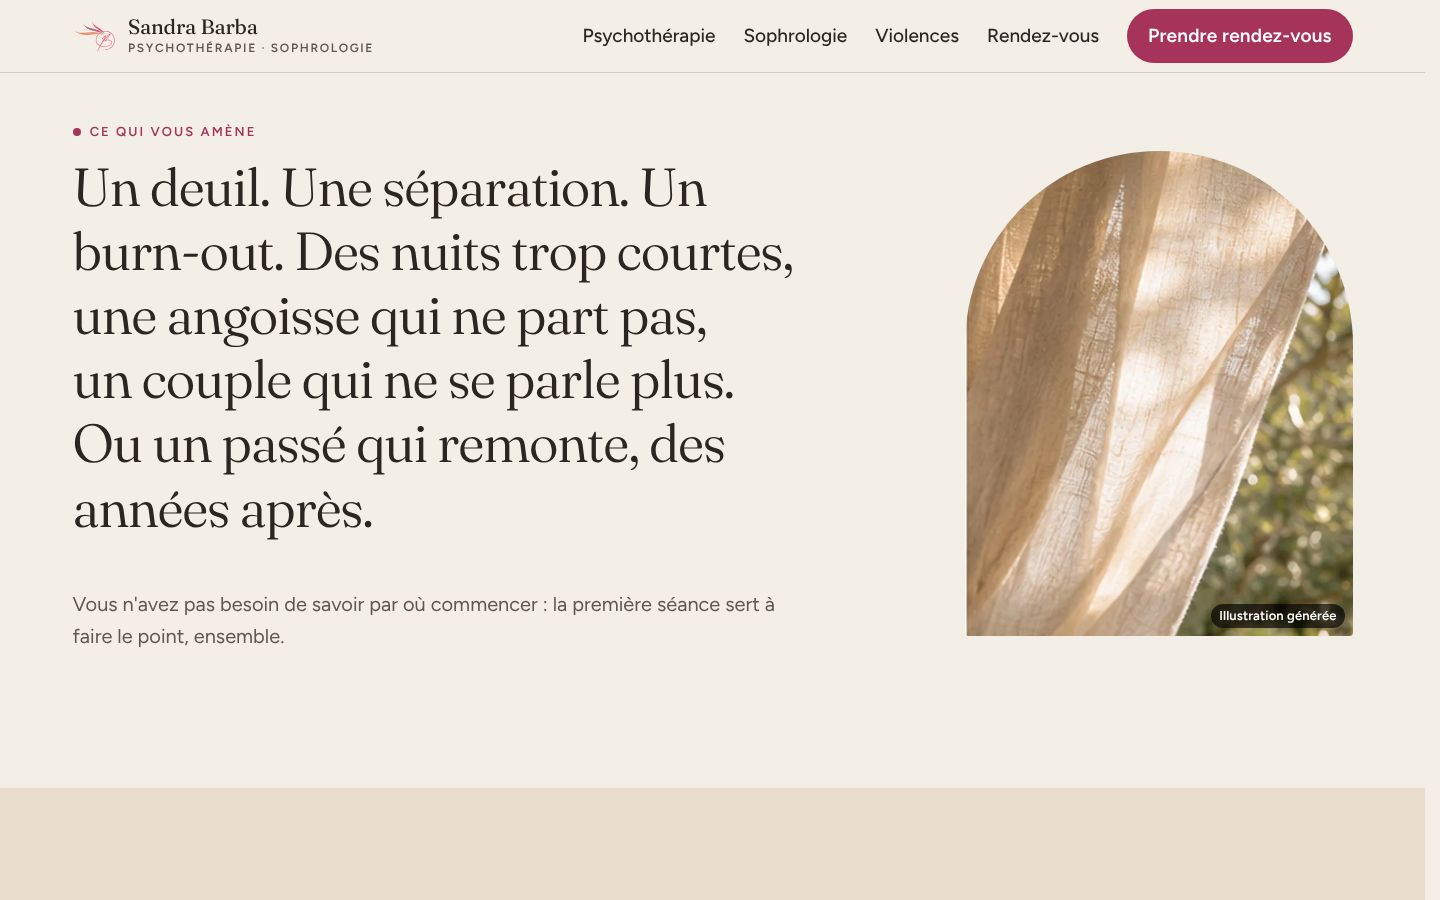 Sandra Barba
PSYCHOTHÉRAPIE · SOPHROLOGIE
Psychothérapie
Sophrologie
Violences
Rendez-vous
Prendre rendez-vous
CE QUI VOUS AMÈNE
Un deuil. Une séparation. Un
burn-out. Des nuits trop courtes,
une angoisse qui ne part pas,
un couple qui ne se parle plus.
Ou un passé qui remonte, des
années après.
Vous n'avez pas besoin de savoir par où commencer : la première séance sert à
faire le point, ensemble.
Illustration générée